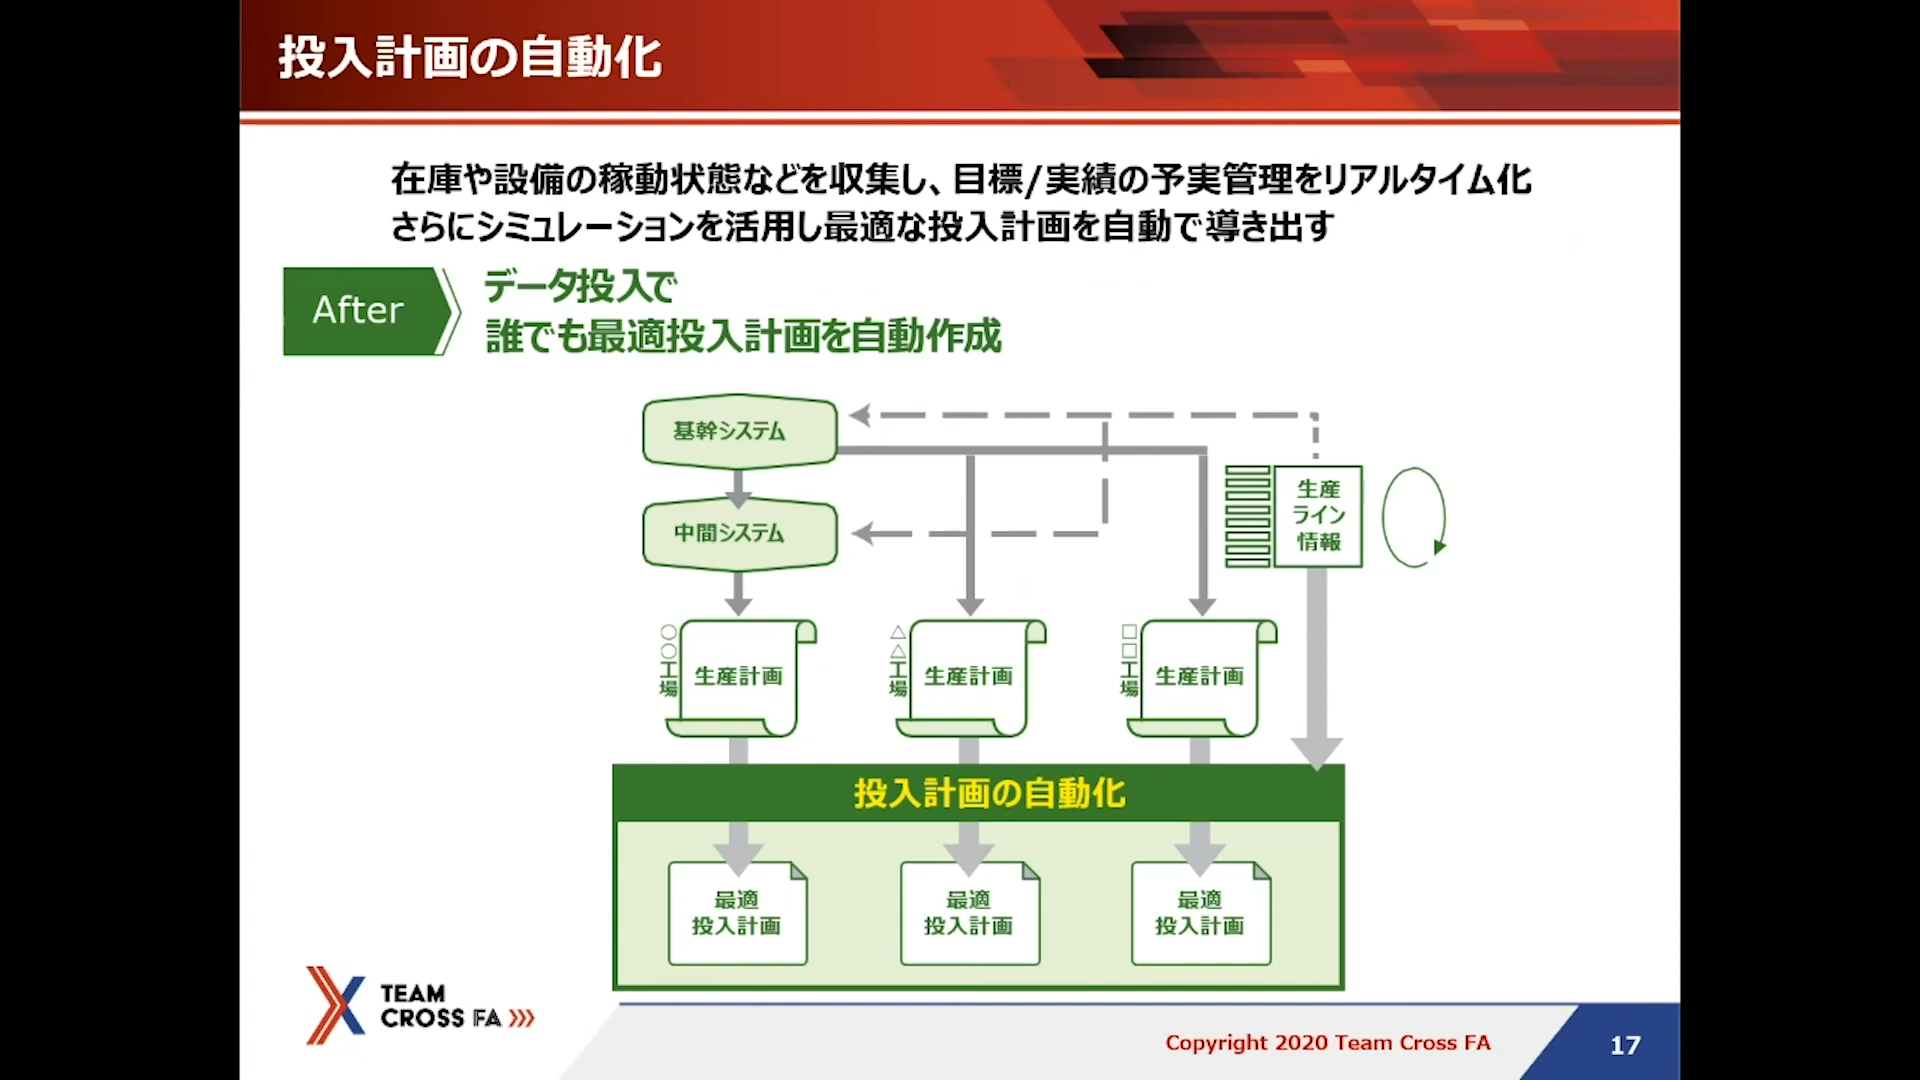 投入計画の自動化
在庫や設備の稼動状態などを収集し、目標/実績の予実管理をリアルタイム化
さらにシミュレーションを活用し最適な投入計画を自動で導き出す
After
データ投入で
誰でも最適投入計画を自動作成
基幹システム
中間システム
生産
ライン
情報
○○工場
生産計画
△△工場
生産計画
□□工場
生産計画
投入計画の自動化
最適
投入計画
最適
投入計画
最適
投入計画
TEAM
CROSS FA
Copyright 2020 Team Cross FA
17